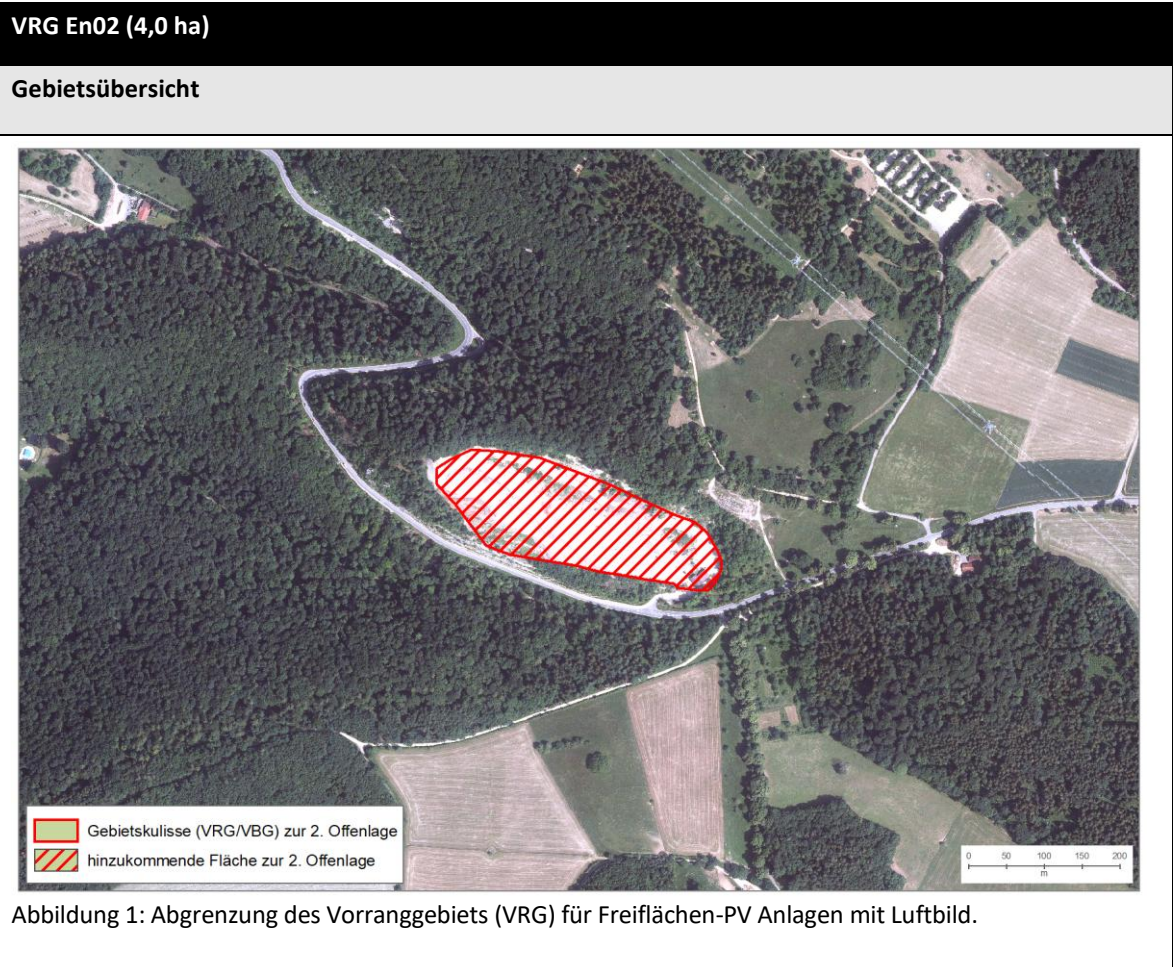 VRG En02 (4,0 ha)
Gebietsübersicht
Gebietskulisse (VRG/VBG) zur 2. Offenlage
hinzukommende Fläche zur 2. Offenlage
0 50 100 150 200
m
Abbildung 1: Abgrenzung des Vorranggebiets (VRG) für Freiflächen-PV Anlagen mit Luftbild.